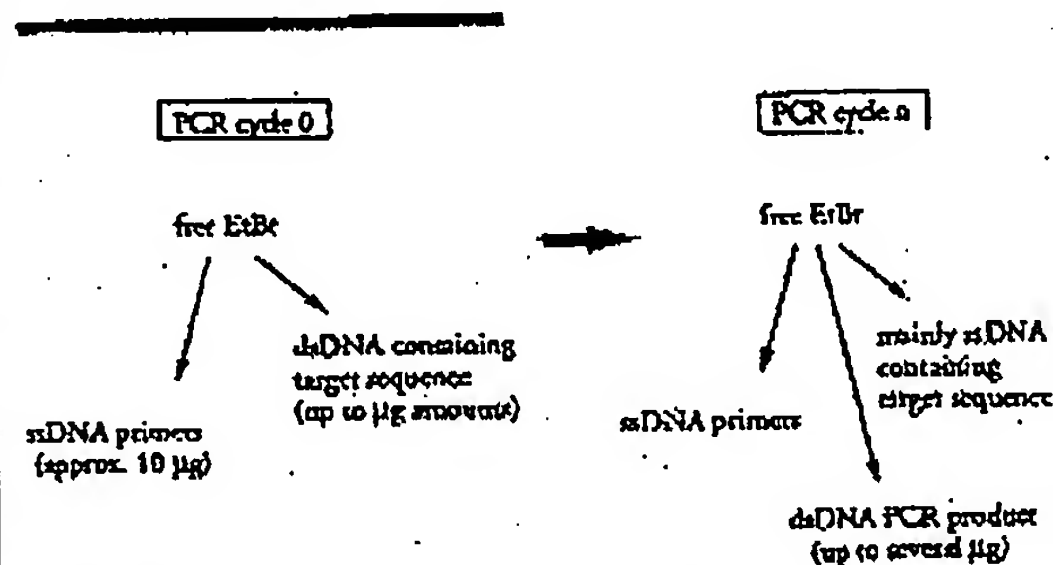 PCR cycle 0
free EtBr
dsDNA containing
target sequence
(up to µg amounts)
ssDNA primers
(approx. 10 µg)
PCR cycle n
free EtBr
mainly ssDNA
containing
target sequence
ssDNA primers
dsDNA PCR product
(up to several µg)